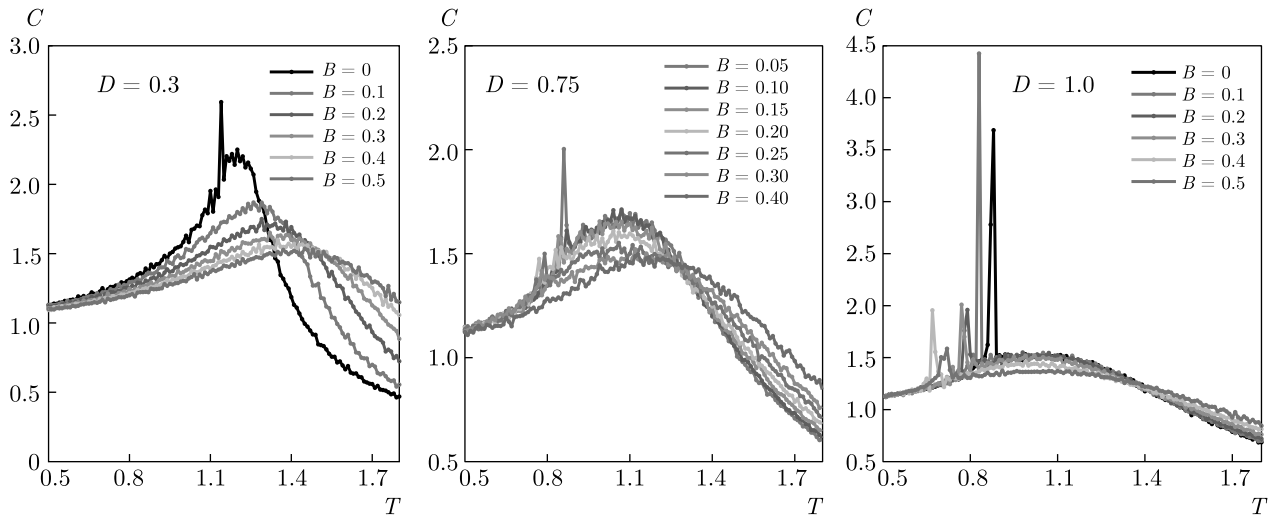 C
3.0
2.5
2.0
1.5
1.0
0.5
0
D = 0.3
B = 0
B = 0.1
B = 0.2
B = 0.3
B = 0.4
B = 0.5
0.5 0.8 1.1 1.4 1.7
T
C
2.5
2.0
1.5
1.0
0.5
D = 0.75
B = 0.05
B = 0.10
B = 0.15
B = 0.20
B = 0.25
B = 0.30
B = 0.40
0.5 0.8 1.1 1.4 1.7
T
C
4.5
4.0
3.5
3.0
2.5
2.0
1.5
1.0
0.5
D = 1.0
B = 0
B = 0.1
B = 0.2
B = 0.3
B = 0.4
B = 0.5
0.5 0.8 1.1 1.4 1.7
T